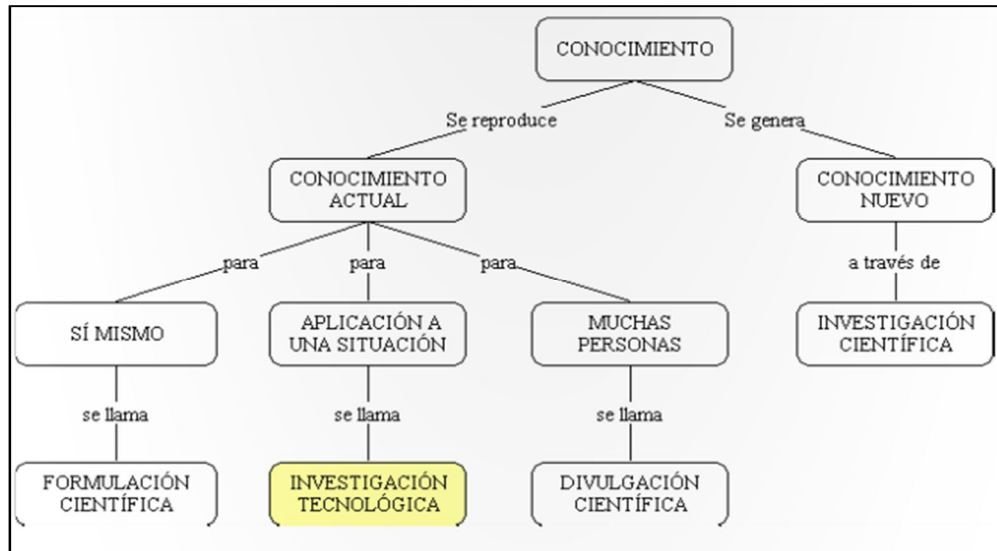 CONOCIMIENTO
Se reproduce
Se genera
CONOCIMIENTO
ACTUAL
CONOCIMIENTO
NUEVO
para
para
para
a través de
SÍ MISMO
APLICACIÓN A
UNA SITUACIÓN
MUCHAS
PERSONAS
INVESTIGACIÓN
CIENTÍFICA
se llama
se llama
se llama
FORMULACIÓN
CIENTÍFICA
INVESTIGACIÓN
TECNOLÓGICA
DIVULGACIÓN
CIENTÍFICA